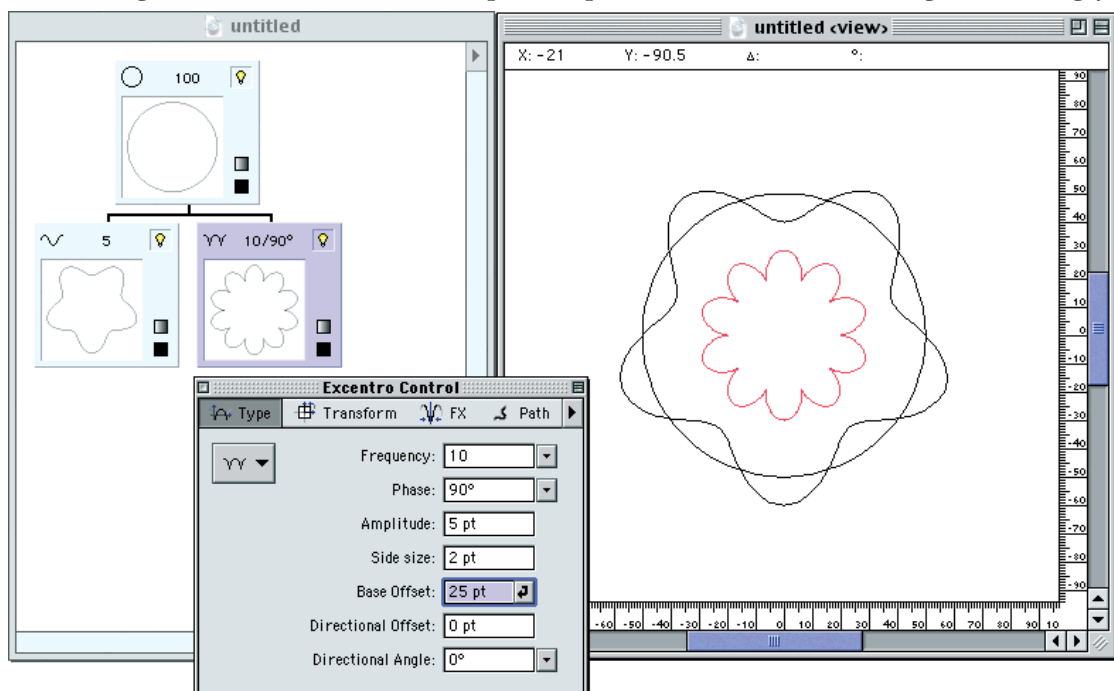 untitled
100
5
10/90°
untitled <view>
X: -21 Y: -90.5 Δ: °:
90
80
70
60
50
40
30
20
10
0
-10
-20
-30
-40
-50
-60
-70
-80
-90
-60 -50 -40 -30 -20 -10 0 10 20 30 40 50 60 70 80 90 10
Excentro Control
Type Transform FX Path
Frequency: 10
Phase: 90°
Amplitude: 5 pt
Side size: 2 pt
Base Offset: 25 pt
Directional Offset: 0 pt
Directional Angle: 0°